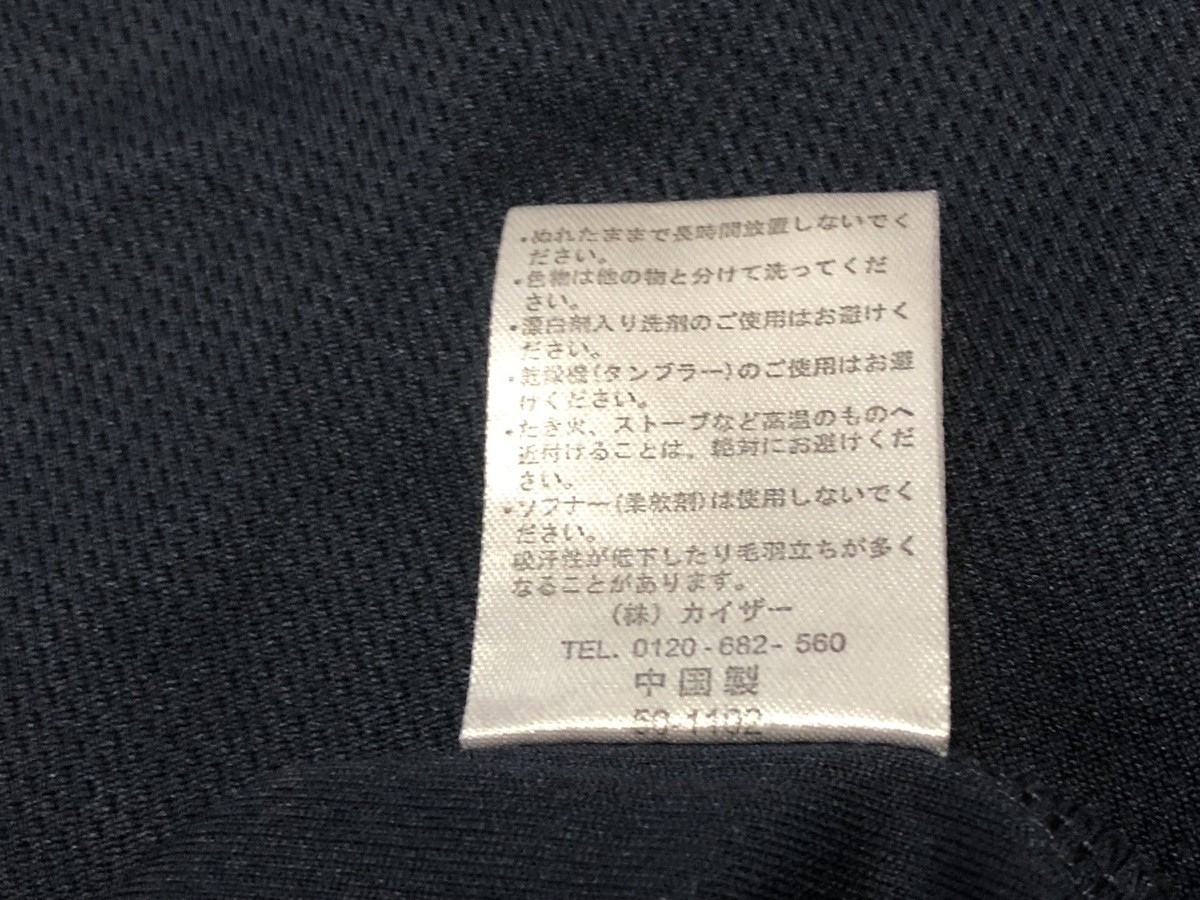 ・ぬれたままで長時間放置しないでく
ださい。
・色物は他の物と分けて洗ってくだ
さい。
・漂白剤入り洗剤のご使用はお避けく
ださい。
・乾燥機(タンブラー)のご使用はお避
けください。
・たき火、ストーブなど高温のものへ
近付けることは、絶対にお避けくだ
さい。
・ソフナー(柔軟剤)は使用しないでく
ださい。
吸汗性が低下したり毛羽立ちが多く
なることがあります。
(株)カイザー
TEL. 0120-682-560
中国製
50-1102